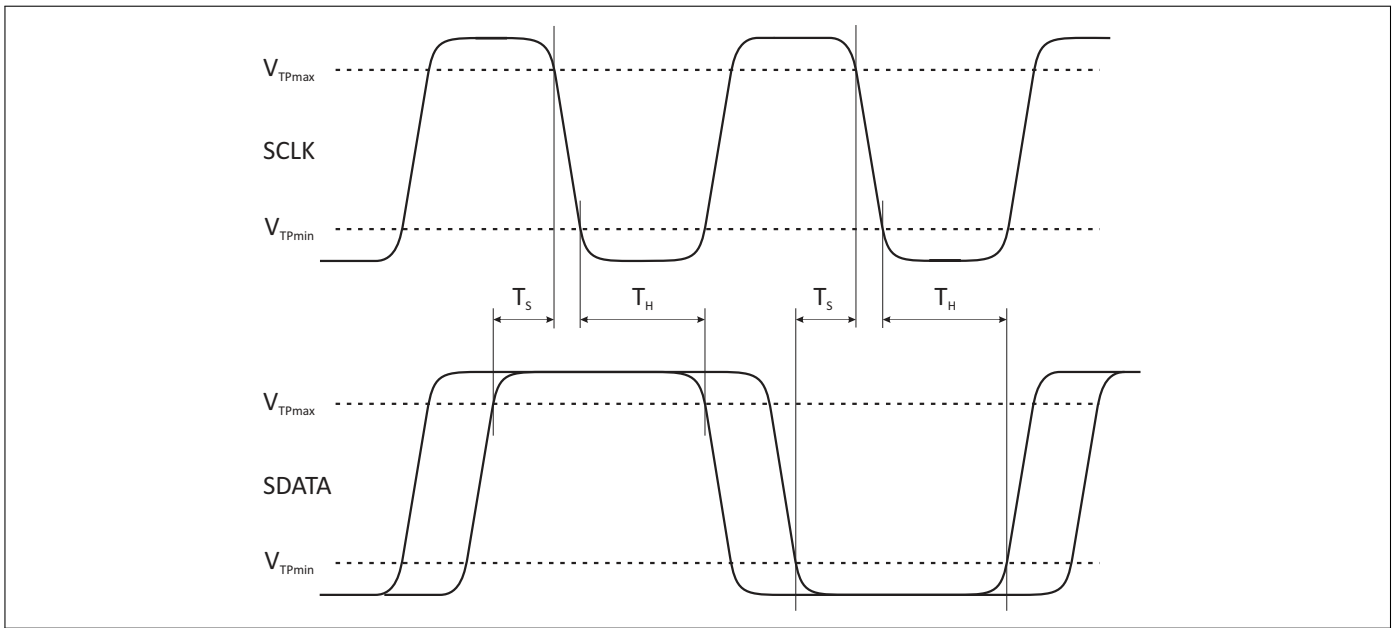 V_TPmax
SCLK
V_TPmin
T_S T_H T_S T_H
V_TPmax
SDATA
V_TPmin